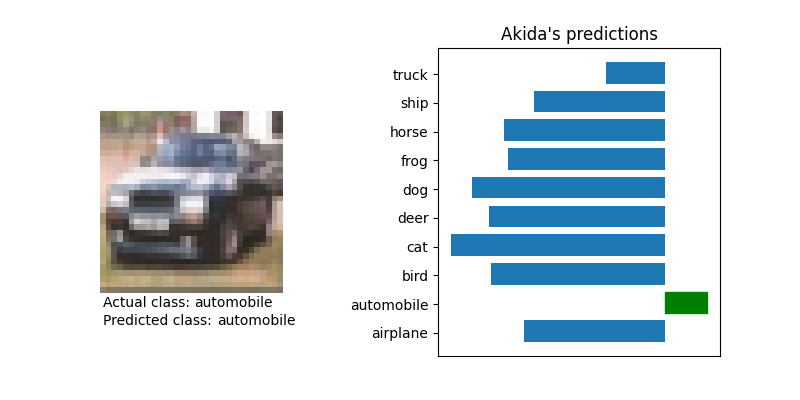 Akida's predictions
truck
ship
horse
frog
dog
deer
cat
bird
automobile
airplane
Actual class: automobile
Predicted class: automobile